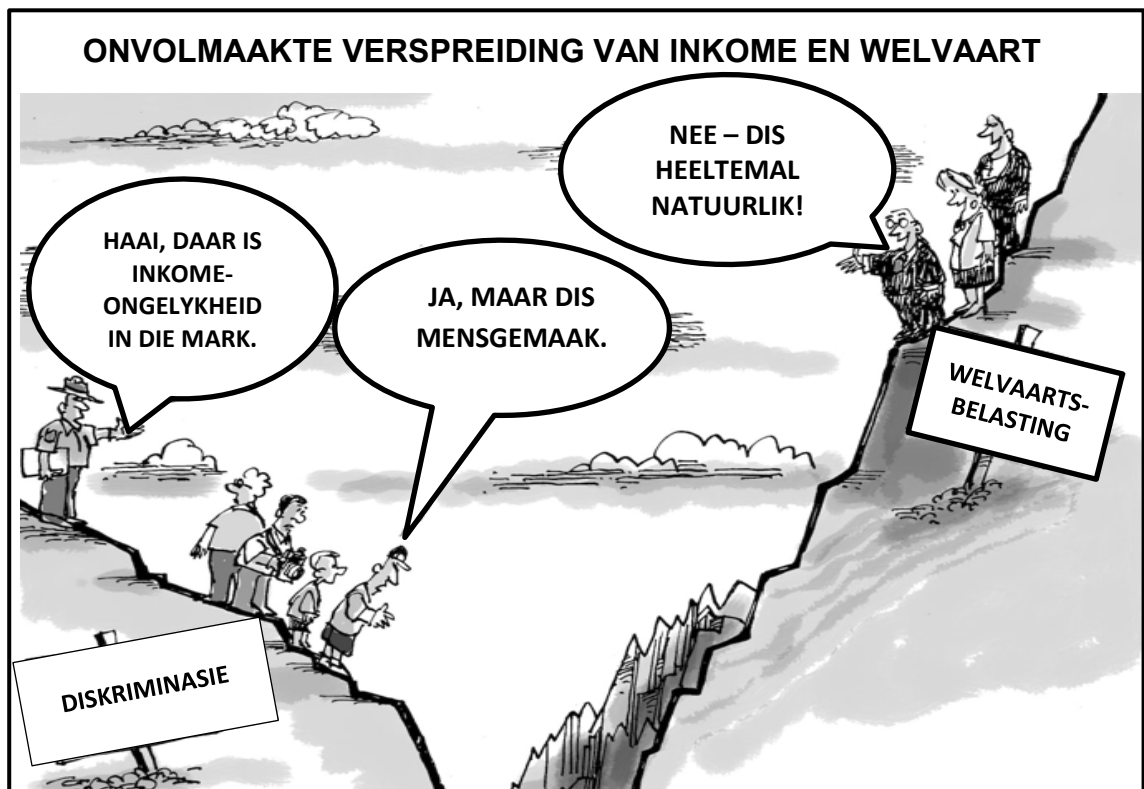 ONVOLMAAKTE VERSPREIDING VAN INKOME EN WELVAART
HAAI, DAAR IS
INKOME-
ONGELYKHEID
IN DIE MARK.
JA, MAAR DIS
MENSGEMAAK.
NEE – DIS
HEELTEMAL
NATUURLIK!
WELVAARTS-
BELASTING
DISKRIMINASIE